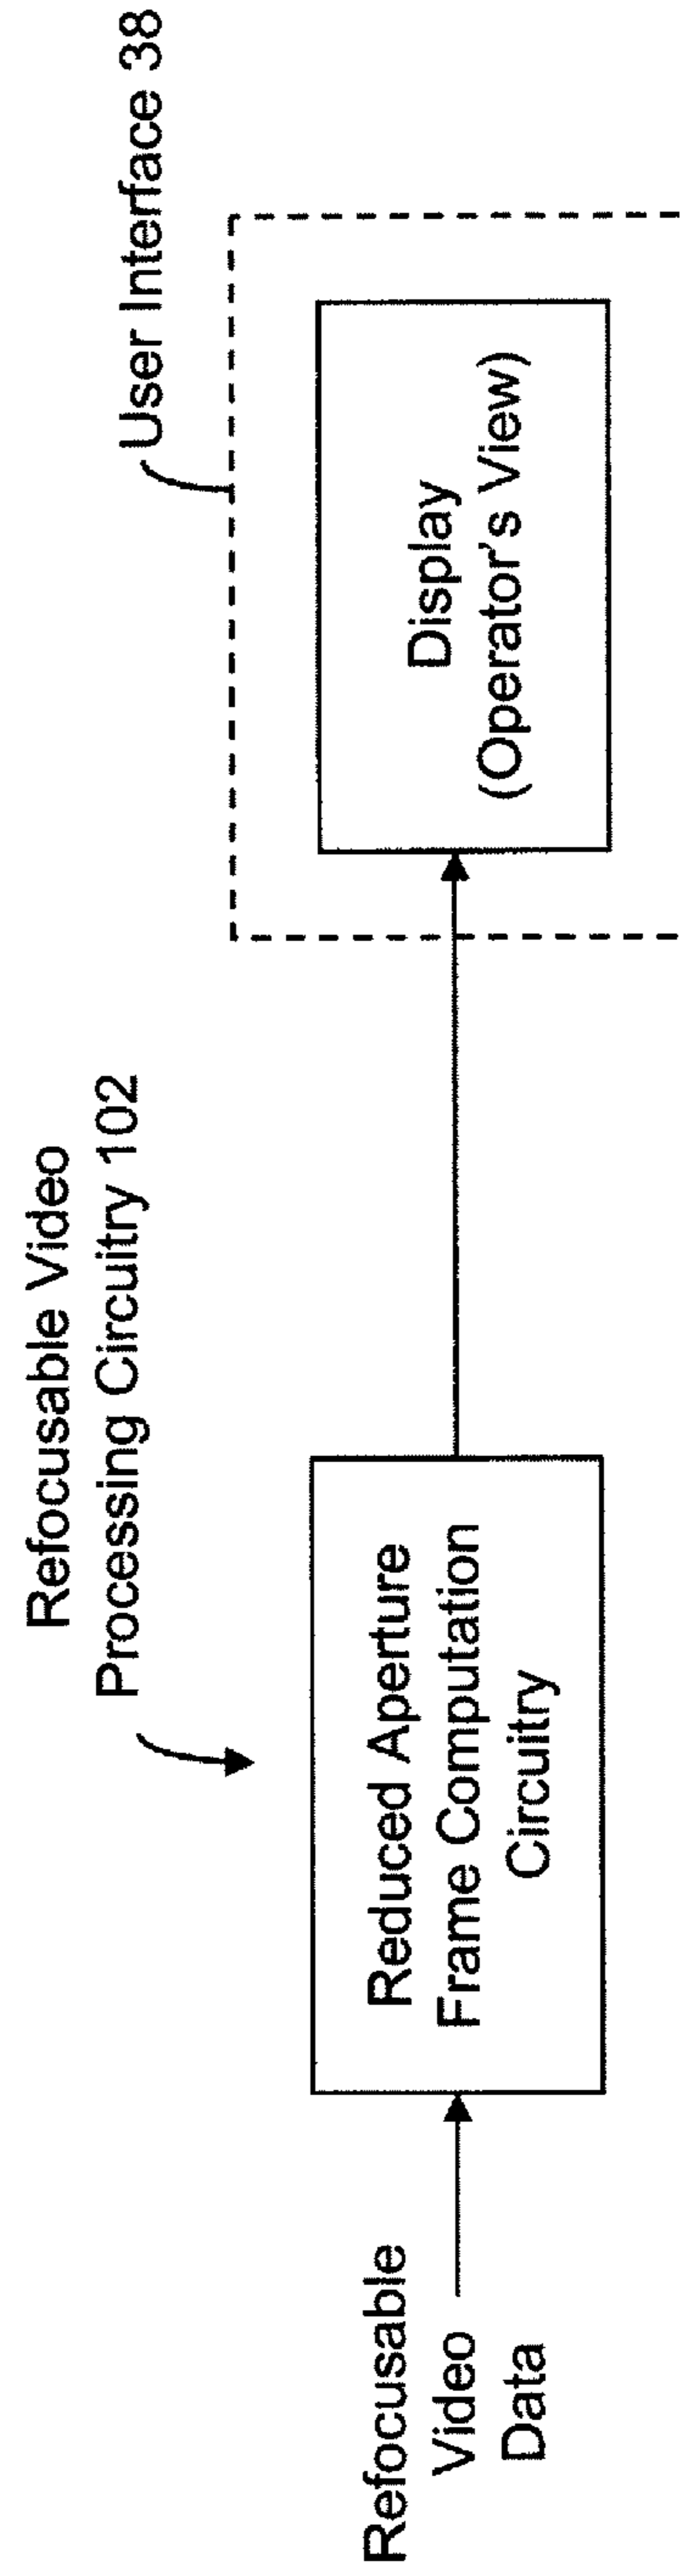 Refocusable Video
Processing Circuitry 102
User Interface 38
Refocusable
Video
Data
Reduced Aperture
Frame Computation
Circuitry
Display
(Operator's View)